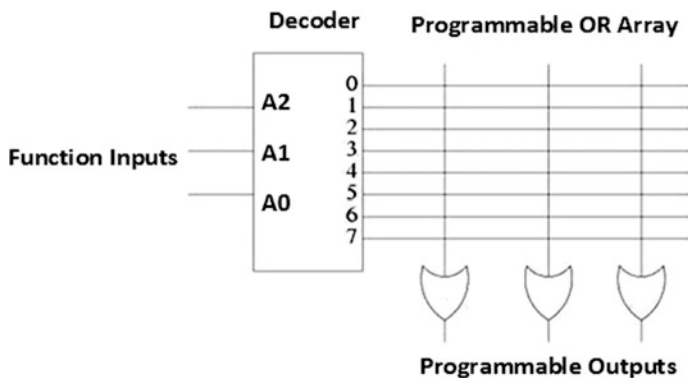 Decoder
Programmable OR Array
A2
A1
A0
0
1
2
3
4
5
6
7
Function Inputs
Programmable Outputs